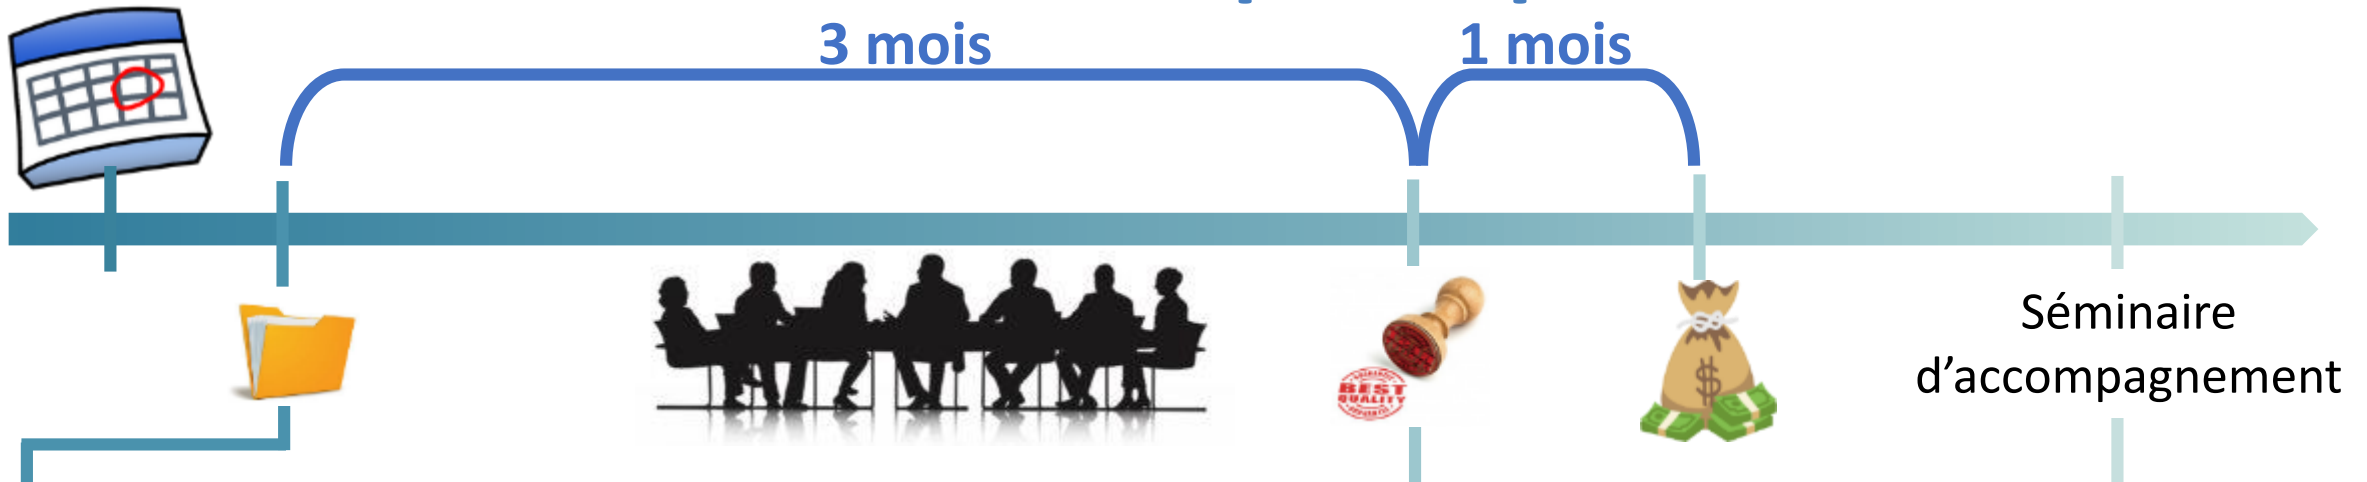 3 mois
1 mois
BEST
QUALITY
$
Séminaire
d’accompagnement